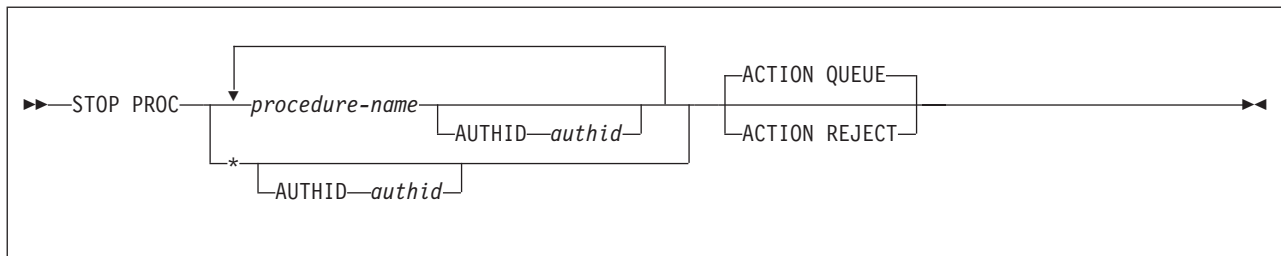 ACTION QUEUE
STOP PROC procedure-name
AUTHID authid ACTION REJECT
*
AUTHID authid